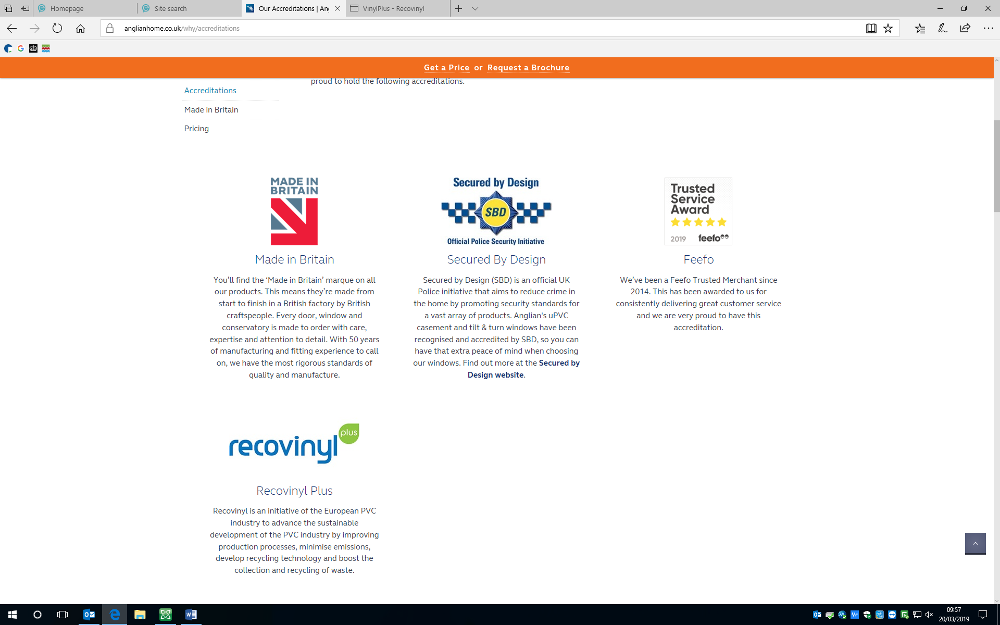 Homepage
Site search
Our Accreditations | Ang
VinylPlus - Recovinyl
anglianhome.co.uk/why/accreditations
Get a Price or Request a Brochure
proud to hold the following accreditations.
Accreditations
Made in Britain
Pricing
MADE IN
BRITAIN
Made in Britain
You’ll find the ‘Made in Britain’ marque on all
our products. This means they’re made from
start to finish in a British factory by British
craftspeople. Every door, window and
conservatory is made to order with care,
expertise and attention to detail. With 50 years
of manufacturing and fitting experience to call
on, we have the most rigorous standards of
quality and manufacture.
Secured by Design
SBD
Official Police Security Initiative
Secured By Design
Secured by Design (SBD) is an official UK
Police initiative that aims to reduce crime in
the home by promoting security standards for
a vast array of products. Anglian's uPVC
casement and tilt & turn windows have been
recognised and accredited by SBD, so you can
have that extra peace of mind when choosing
our windows. Find out more at the Secured by
Design website.
Trusted
Service
Award
2019 feefo
Feefo
We’ve been a Feefo Trusted Merchant since
2014. This has been awarded to us for
consistently delivering great customer service
and we are very proud to have this
accreditation.
recovinyl plus
Recovinyl Plus
Recovinyl is an initiative of the European PVC
industry to advance the sustainable
development of the PVC industry by improving
production processes, minimise emissions,
develop recycling technology and boost the
collection and recycling of waste.
09:57
20/03/2019